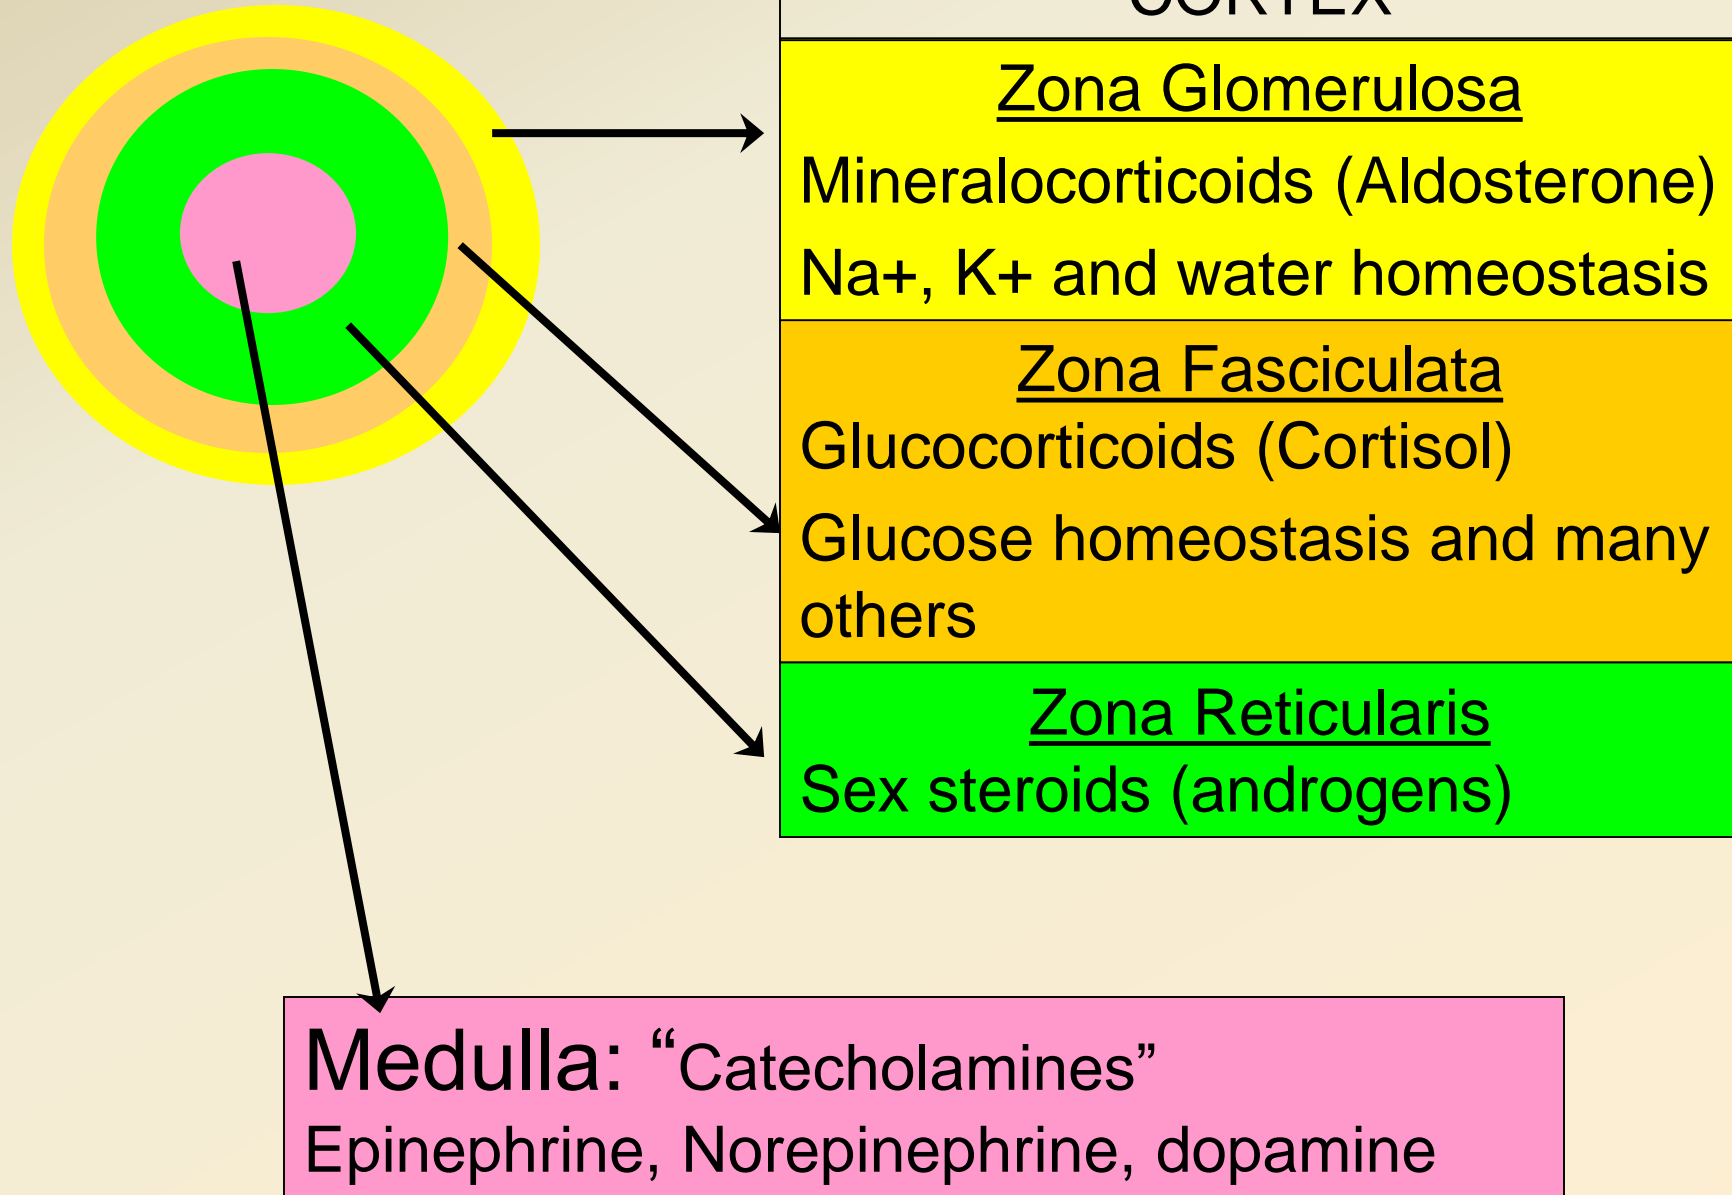 CORTEX
Zona Glomerulosa
Mineralocorticoids (Aldosterone)
Na+, K+ and water homeostasis
Zona Fasciculata
Glucocorticoids (Cortisol)
Glucose homeostasis and many
others
Zona Reticularis
Sex steroids (androgens)
Medulla: “Catecholamines”
Epinephrine, Norepinephrine, dopamine